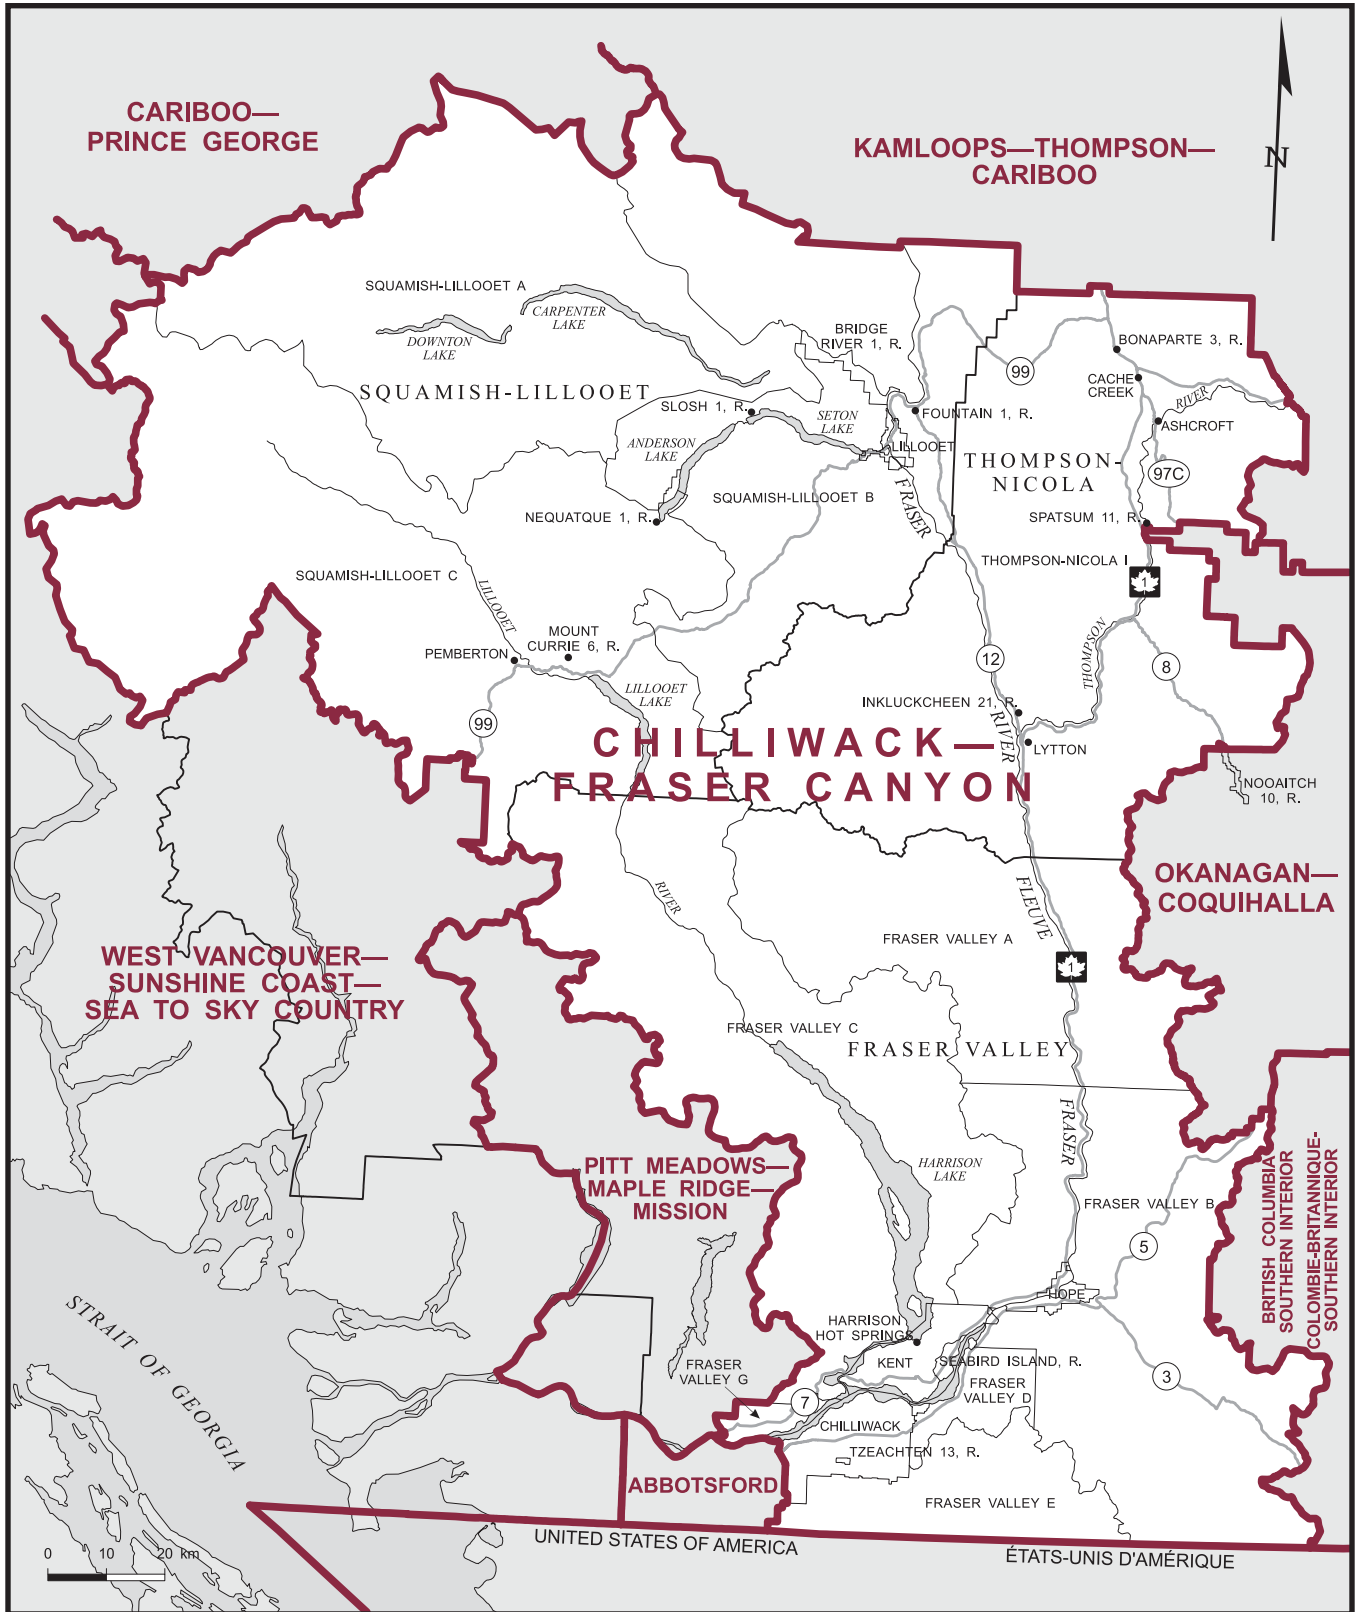 CARIBOO—
PRINCE GEORGE
KAMLOOPS—THOMPSON—
CARIBOO
N
SQUAMISH-LILLOOET A
CARPENTER
LAKE
DOWNTON
LAKE
BRIDGE
RIVER 1, R.
BONAPARTE 3, R.
99
CACHE
CREEK
RIVER
SQUAMISH-LILLOOET
SLOSH 1, R.
SETON
LAKE
FOUNTAIN 1, R.
ASHCROFT
ANDERSON
LAKE
LILLOOET
THOMPSON-
NICOLA
97C
SQUAMISH-LILLOOET B
FRASER
NEQUATQUE 1, R.
SPATSUM 11, R.
THOMPSON-NICOLA I
1
SQUAMISH-LILLOOET C
LILLOOET
MOUNT
CURRIE 6, R.
PEMBERTON
THOMPSON
12
8
LILLOOET
LAKE
INKLUCKCHEEN 21, R.
RIVER
99
LYTTON
CHILLIWACK—
FRASER CANYON
NOOAITCH
10, R.
OKANAGAN—
COQUIHALLA
RIVER
FLEUVE
FRASER VALLEY A
WEST VANCOUVER—
SUNSHINE COAST—
SEA TO SKY COUNTRY
1
FRASER VALLEY C
FRASER VALLEY
FRASER
PITT MEADOWS—
MAPLE RIDGE—
MISSION
HARRISON
LAKE
FRASER VALLEY B
5
BRITISH COLUMBIA
SOUTHERN INTERIOR
COLOMBIE-BRITANNIQUE-
SOUTHERN INTERIOR
HOPE
STRAIT OF GEORGIA
HARRISON
HOT SPRINGS
KENT
SEABIRD ISLAND, R.
FRASER
VALLEY G
3
FRASER
VALLEY D
7
CHILLIWACK
TZEACHTEN 13, R.
ABBOTSFORD
FRASER VALLEY E
UNITED STATES OF AMERICA
ÉTATS-UNIS D'AMÉRIQUE
0 10 20 km